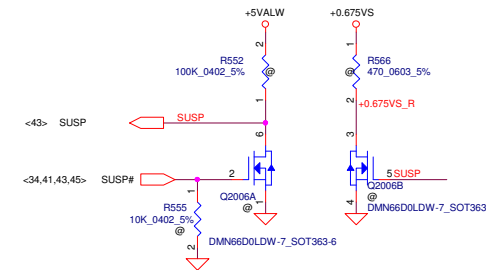 +5VALW +0.675VS
2 1
R552 R566
100K_0402_5% @ @ 470_0603_5%
1 2 +0.675VS_R
<43> SUSP SUSP
6 3
<34,41,43,45> SUSP# 2 5 SUSP
1 Q2006A 1 4 Q2006B
R555 @ @
10K_0402_5% DMN66D0LDW-7_SOT363
@
2 DMN66D0LDW-7_SOT363-6